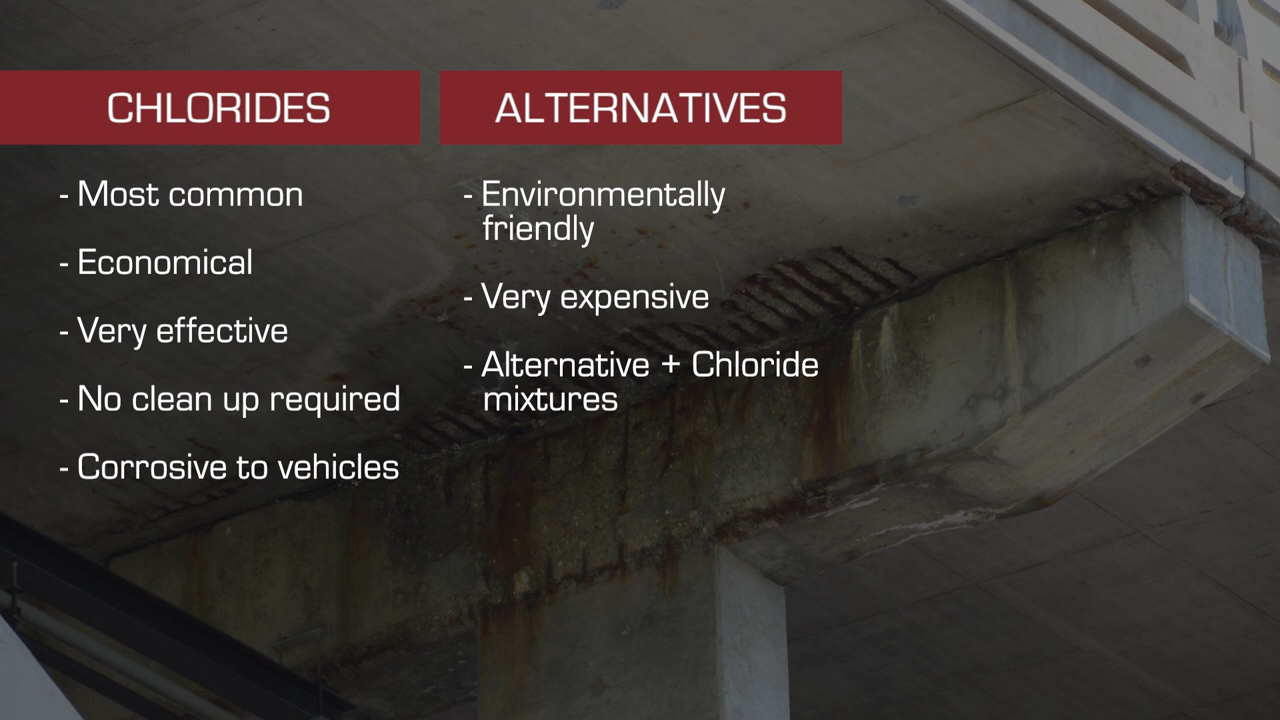 CHLORIDES
- Most common
- Economical
- Very effective
- No clean up required
- Corrosive to vehicles
ALTERNATIVES
- Environmentally
friendly
- Very expensive
- Alternative + Chloride
mixtures